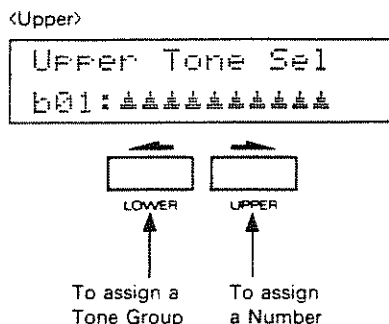 <Upper>
Upper Tone Sel
b01:
LOWER UPPER
To assign a To assign
Tone Group a Number